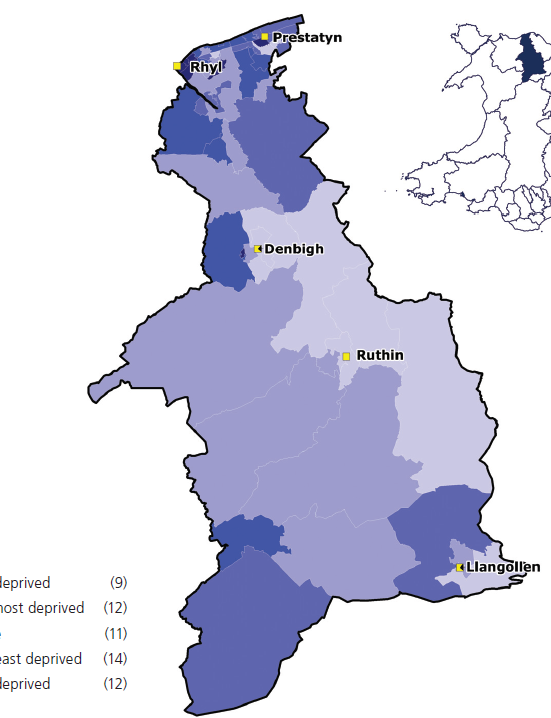 Prestatyn
Rhyl
Denbigh
Ruthin
Llangollen
deprived (9)
most deprived (12)
(11)
east deprived (14)
deprived (12)